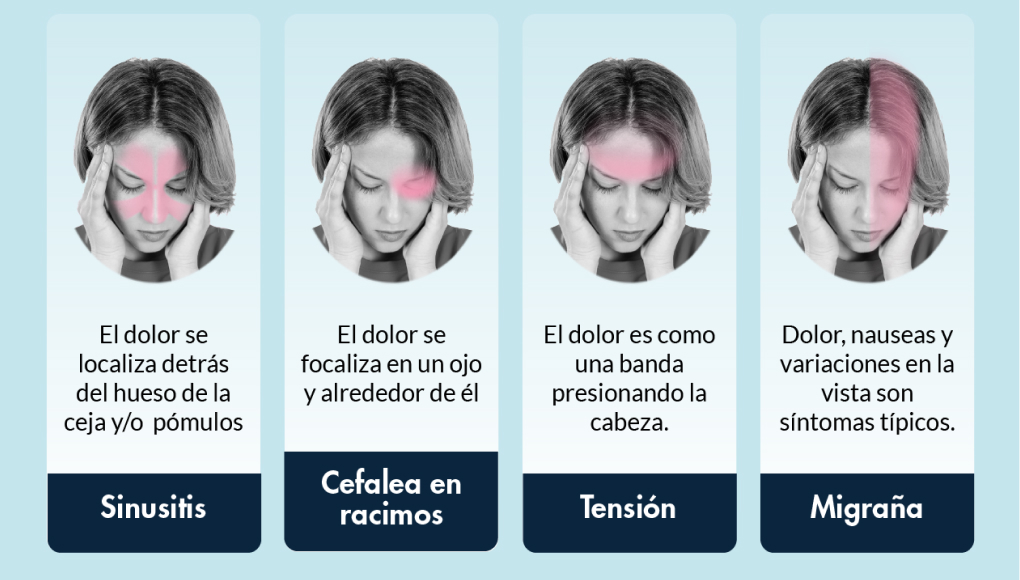 El dolor se
localiza detrás
del hueso de la
ceja y/o pómulos
Sinusitis
El dolor se
focaliza en un ojo
y alrededor de él
Cefalea en
racimos
El dolor es como
una banda
presionando la
cabeza.
Tensión
Dolor, nauseas y
variaciones en la
vista son
síntomas típicos.
Migraña